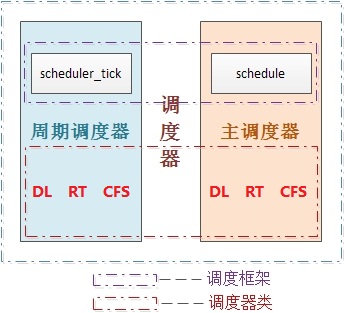 scheduler_tick
schedule
周期调度器
调度器
主调度器
DL RT CFS
DL RT CFS
调度框架
调度器类